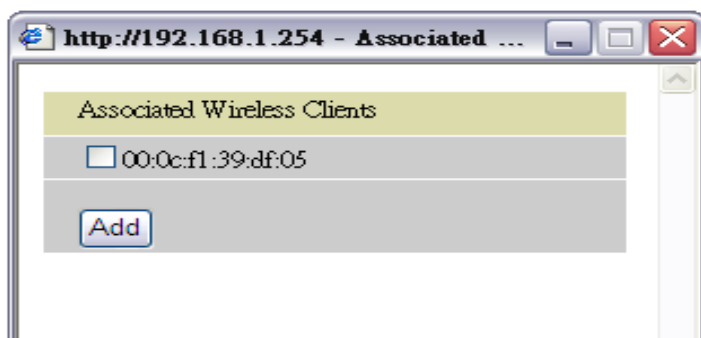 http://192.168.1.254 - Associated ...
Associated Wireless Clients
00:0c:f1:39:df:05
Add